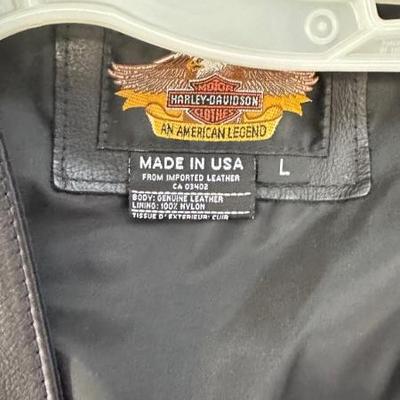 MOTOR
HARLEY-DAVIDSON
CLOTHES
AN AMERICAN LEGEND
MADE IN USA
L
FROM IMPORTED LEATHER
CA 03402
BODY: GENUINE LEATHER
LINING: 100% NYLON
TISSUE D'EXTERIEUR: CUIR